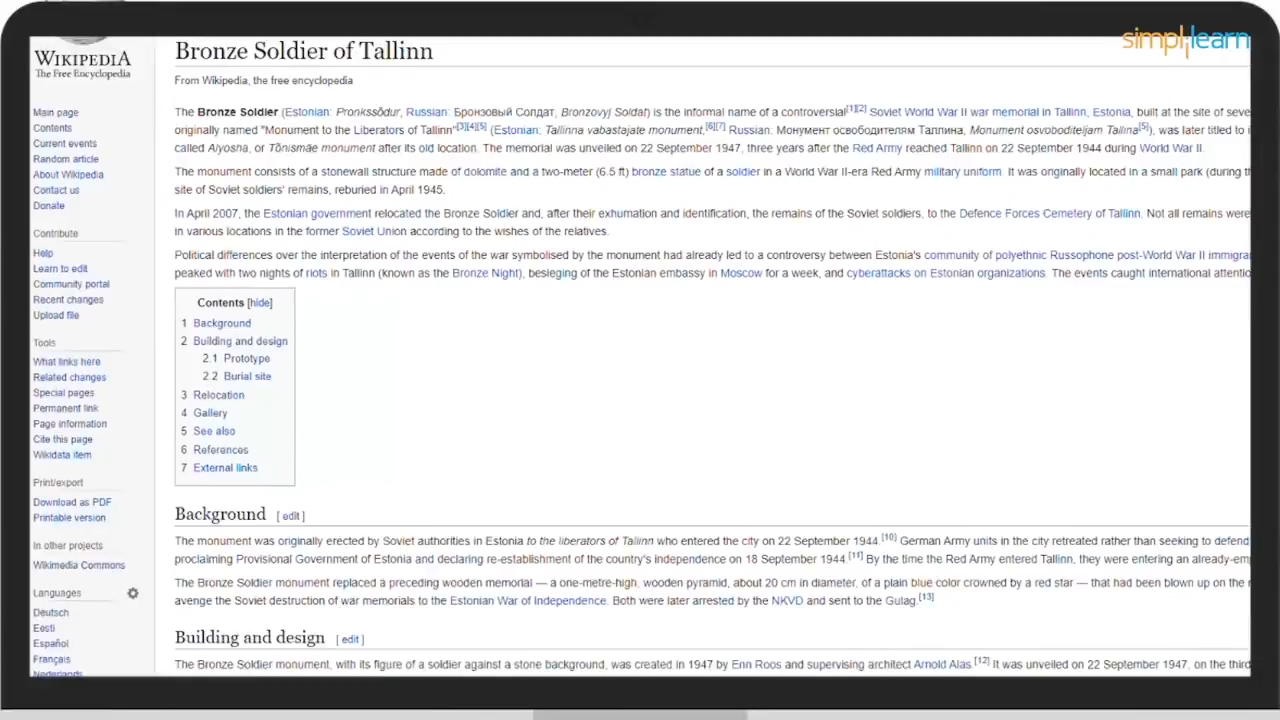 simplilearn
WIKIPEDIA
The Free Encyclopedia
Main page
Contents
Current events
Random article
About Wikipedia
Contact us
Donate
Contribute
Help
Learn to edit
Community portal
Recent changes
Upload file
Tools
What links here
Related changes
Special pages
Permanent link
Page information
Cite this page
Wikidata item
Print/export
Download as PDF
Printable version
In other projects
Wikimedia Commons
Languages
Deutsch
Eesti
Español
Français
Nederlands
Bronze Soldier of Tallinn
From Wikipedia, the free encyclopedia
The Bronze Soldier (Estonian: Pronkssõdur, Russian: Бронзовый Солдат, Bronzovyj Soldat) is the informal name of a controversial[1][2] Soviet World War II war memorial in Tallinn, Estonia, built at the site of seve
originally named "Monument to the Liberators of Tallinn"[3][4][5] (Estonian: Tallinna vabastajate monument,[6][7] Russian: Монумент освободителям Таллина, Monument osvoboditeljam Tallina[5]), was later titled to i
called Alyosha, or Tõnismäe monument after its old location. The memorial was unveiled on 22 September 1947, three years after the Red Army reached Tallinn on 22 September 1944 during World War II.
The monument consists of a stonewall structure made of dolomite and a two-meter (6.5 ft) bronze statue of a soldier in a World War II-era Red Army military uniform. It was originally located in a small park (during th
site of Soviet soldiers' remains, reburied in April 1945.
In April 2007, the Estonian government relocated the Bronze Soldier and, after their exhumation and identification, the remains of the Soviet soldiers, to the Defence Forces Cemetery of Tallinn. Not all remains were
in various locations in the former Soviet Union according to the wishes of the relatives.
Political differences over the interpretation of the events of the war symbolised by the monument had already led to a controversy between Estonia's community of polyethnic Russophone post-World War II immigra
peaked with two nights of riots in Tallinn (known as the Bronze Night), besieging of the Estonian embassy in Moscow for a week, and cyberattacks on Estonian organizations. The events caught international attentio
Contents [hide]
1 Background
2 Building and design
2.1 Prototype
2.2 Burial site
3 Relocation
4 Gallery
5 See also
6 References
7 External links
Background [ edit ]
The monument was originally erected by Soviet authorities in Estonia to the liberators of Tallinn who entered the city on 22 September 1944.[10] German Army units in the city retreated rather than seeking to defend
proclaiming Provisional Government of Estonia and declaring re-establishment of the country's independence on 18 September 1944.[11] By the time the Red Army entered Tallinn, they were entering an already-em
The Bronze Soldier monument replaced a preceding wooden memorial — a one-metre-high, wooden pyramid, about 20 cm in diameter, of a plain blue color crowned by a red star — that had been blown up on the
avenge the Soviet destruction of war memorials to the Estonian War of Independence. Both were later arrested by the NKVD and sent to the Gulag.[13]
Building and design [ edit ]
The Bronze Soldier monument, with its figure of a soldier against a stone background, was created in 1947 by Enn Roos and supervising architect Arnold Alas.[12] It was unveiled on 22 September 1947, on the third